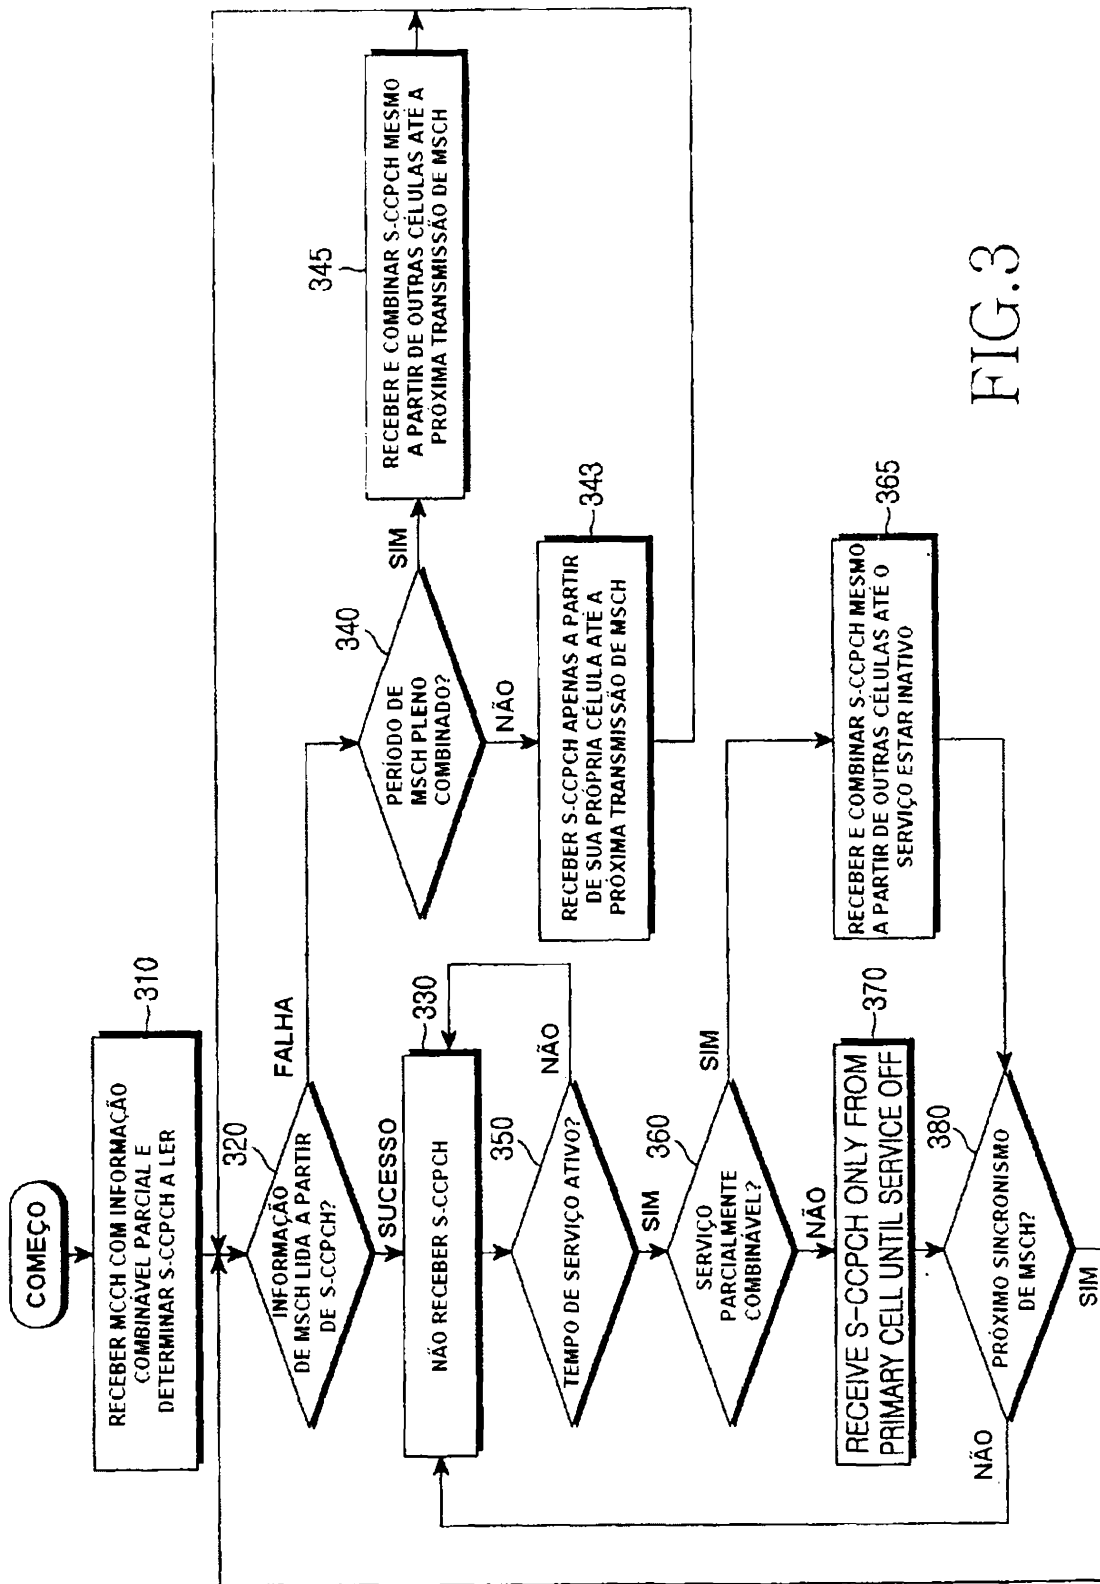 COMEÇO
310
RECEBER MCCH COM INFORMAÇÃO
COMBINÁVEL PARCIAL E
DETERMINAR S-CCPCH A LER
320
INFORMAÇÃO
DE MSCH LIDA A PARTIR
DE S-CCPCH?
FALHA
SUCESSO
330
NÃO RECEBER S-CCPCH
340
PERÍODO DE
MSCH PLENO
COMBINADO?
SIM
NÃO
345
RECEBER E COMBINAR S-CCPCH MESMO
A PARTIR DE OUTRAS CÉLULAS ATÉ A
PRÓXIMA TRANSMISSÃO DE MSCH
343
RECEBER S-CCPCH APENAS A PARTIR
DE SUA PRÓPRIA CÉLULA ATÉ A
PRÓXIMA TRANSMISSÃO DE MSCH
350
TEMPO DE SERVIÇO ATIVO?
NÃO
SIM
360
SERVIÇO
PARCIALMENTE
COMBINÁVEL?
SIM
NÃO
365
RECEBER E COMBINAR S-CCPCH MESMO
A PARTIR DE OUTRAS CÉLULAS ATÉ O
SERVIÇO ESTAR INATIVO
370
RECEIVE S-CCPCH ONLY FROM
PRIMARY CELL UNTIL SERVICE OFF
380
PRÓXIMO SINCRONISMO
DE MSCH?
NÃO
SIM
FIG.3